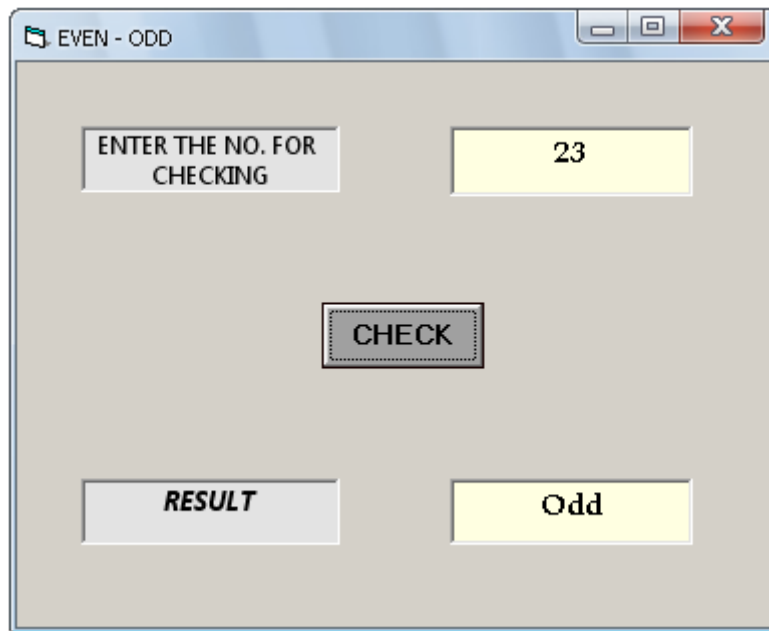 EVEN - ODD
ENTER THE NO. FOR
CHECKING
23
CHECK
RESULT
Odd